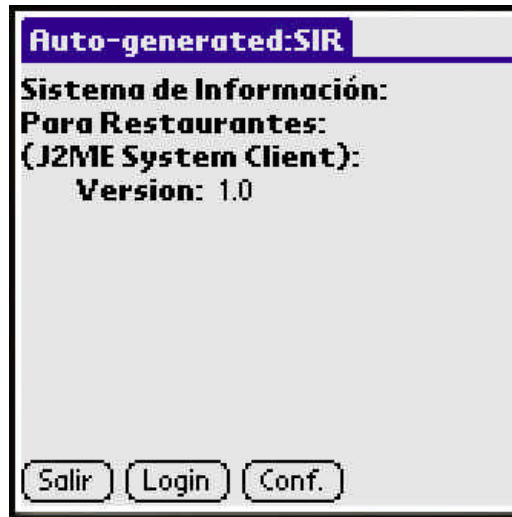 Auto-generated:SIR
Sistema de Información:
Para Restaurantes:
(J2ME System Client):
Version: 1.0
Salir Login Conf.